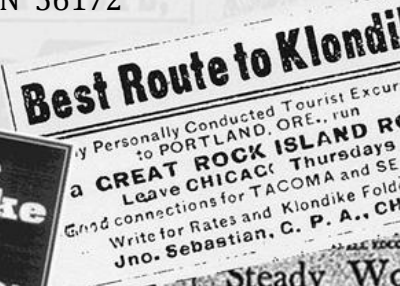 N 36172
Best Route to Klondi
y Personally Conducted Tourist Excur
to PORTLAND, ORE., run
a GREAT ROCK ISLAND RO
Leave CHICAG Thursdays
Good connections for TACOMA and SE
Write for Rates and Klondike Folde
Jno. Sebastian, C. P. A., CH
ke
Steady Wo